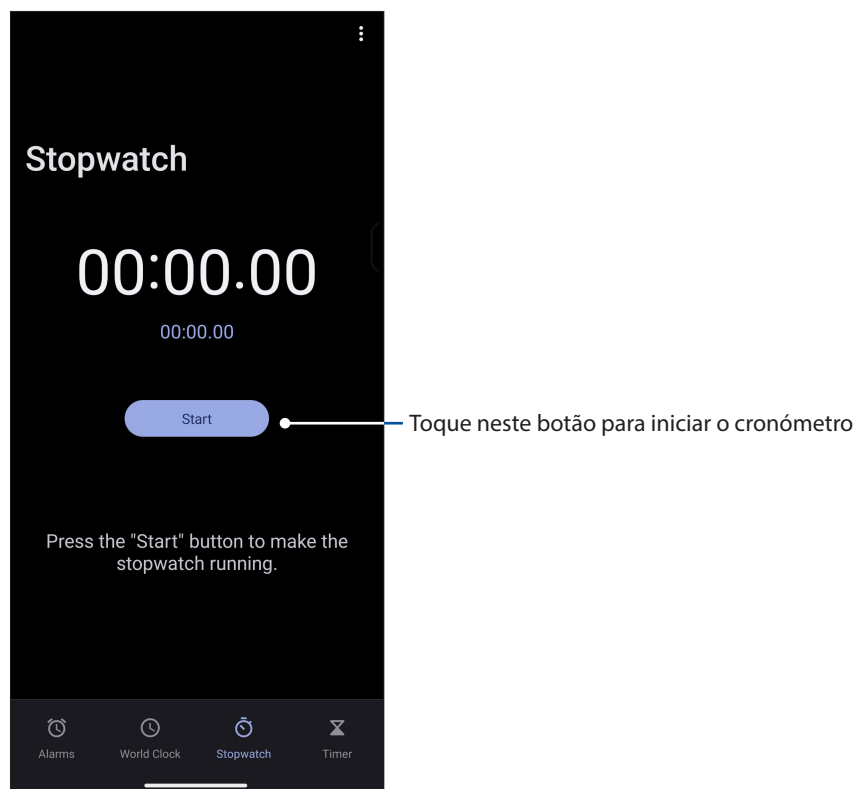 Stopwatch
00:00.00
00:00.00
Start
Toque neste botão para iniciar o cronómetro
Press the "Start" button to make the
stopwatch running.
Alarms
World Clock
Stopwatch
Timer